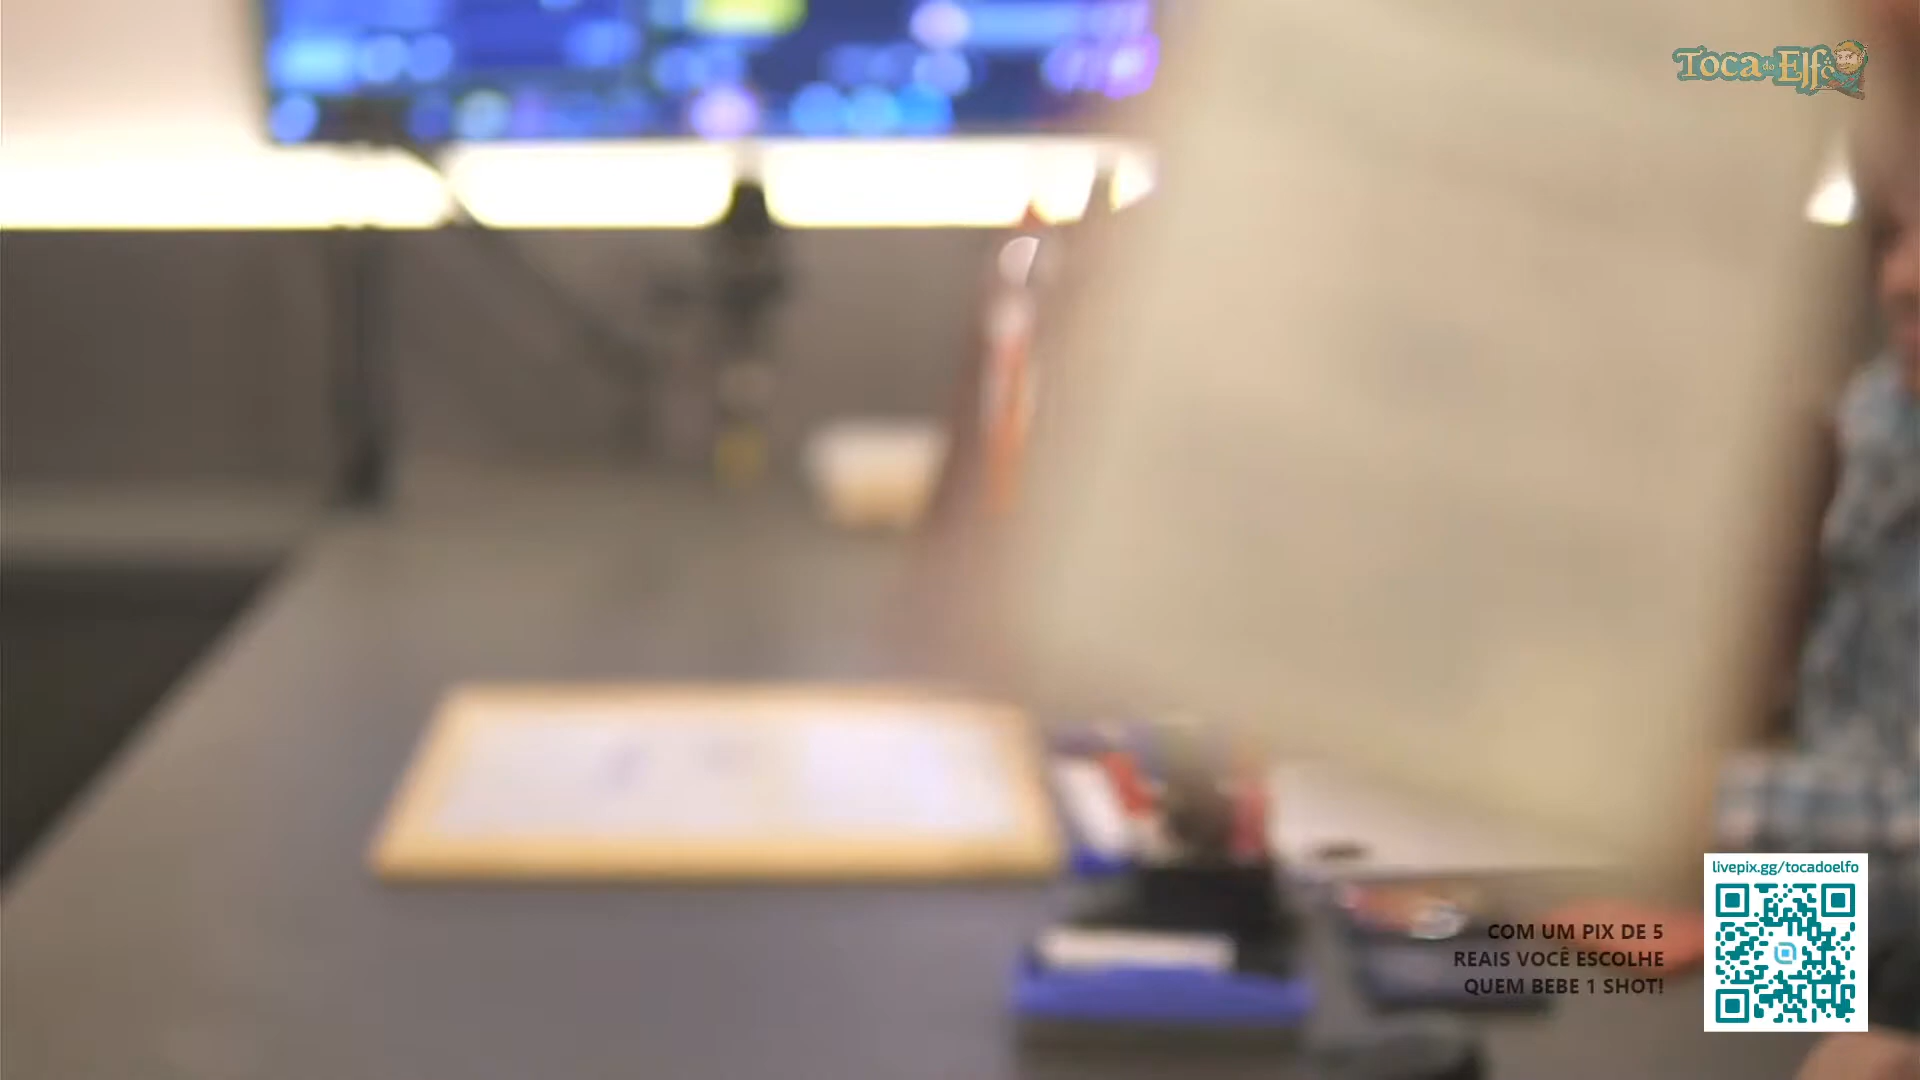 Toca do Elfo
livepix.gg/tocadoelfo
COM UM PIX DE 5
REAIS VOCÊ ESCOLHE
QUEM BEBE 1 SHOT!